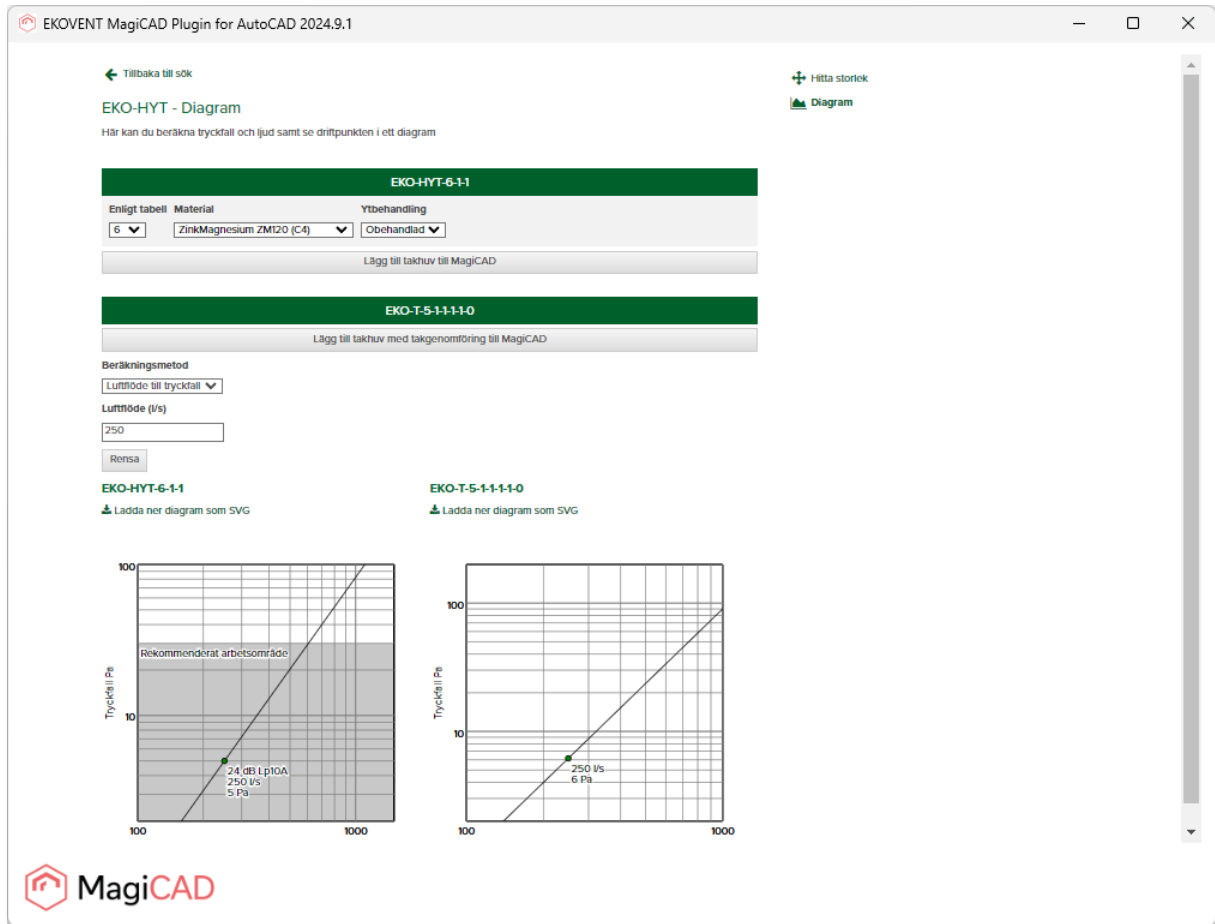 EKOVENT MagiCAD Plugin for AutoCAD 2024.9.1
Tillbaka till sök
Hitta storlek
Diagram
EKO-HYT - Diagram
Här kan du beräkna tryckfall och ljud samt se driftpunkten i ett diagram
EKO-HYT-6-1-1
Enligt tabell Material Ytbehandling
6 ZinkMagnesium ZM120 (C4) Obehandlad
Lägg till takhuv till MagiCAD
EKO-T-5-1-1-1-1-0
Lägg till takhuv med takgenomföring till MagiCAD
Beräkningsmetod
Luftflöde till tryckfall
Luftflöde (l/s)
250
Rensa
EKO-HYT-6-1-1
Ladda ner diagram som SVG
EKO-T-5-1-1-1-1-0
Ladda ner diagram som SVG
100
Rekommenderat arbetsområde
Tryckfall Pa
10
24 dB Lp10A
250 l/s
5 Pa
100 1000
100
Tryckfall Pa
10
250 l/s
6 Pa
100 1000
MagiCAD